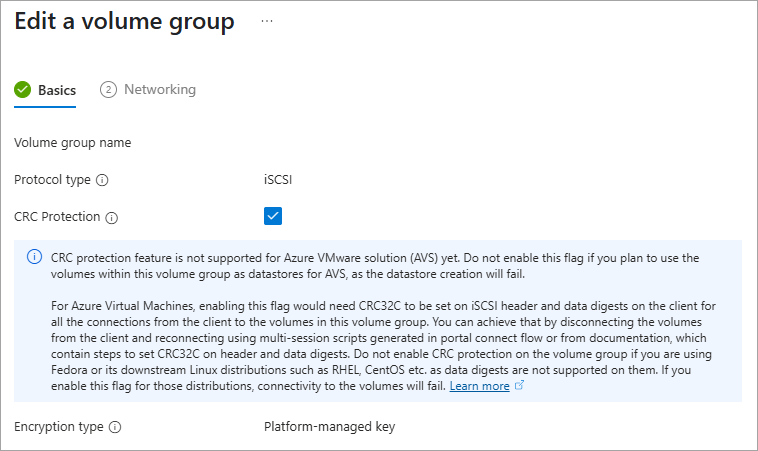 Edit a volume group ...
Basics 2 Networking
Volume group name
Protocol type iSCSI
CRC Protection
CRC protection feature is not supported for Azure VMware solution (AVS) yet. Do not enable this flag if you plan to use the
volumes within this volume group as datastores for AVS, as the datastore creation will fail.
For Azure Virtual Machines, enabling this flag would need CRC32C to be set on iSCSI header and data digests on the client for
all the connections from the client to the volumes in this volume group. You can achieve that by disconnecting the volumes
from the client and reconnecting using multi-session scripts generated in portal connect flow or from documentation, which
contain steps to set CRC32C on header and data digests. Do not enable CRC protection on the volume group if you are using
Fedora or its downstream Linux distributions such as RHEL, CentOS etc. as data digests are not supported on them. If you
enable this flag for those distributions, connectivity to the volumes will fail. Learn more
Encryption type Platform-managed key